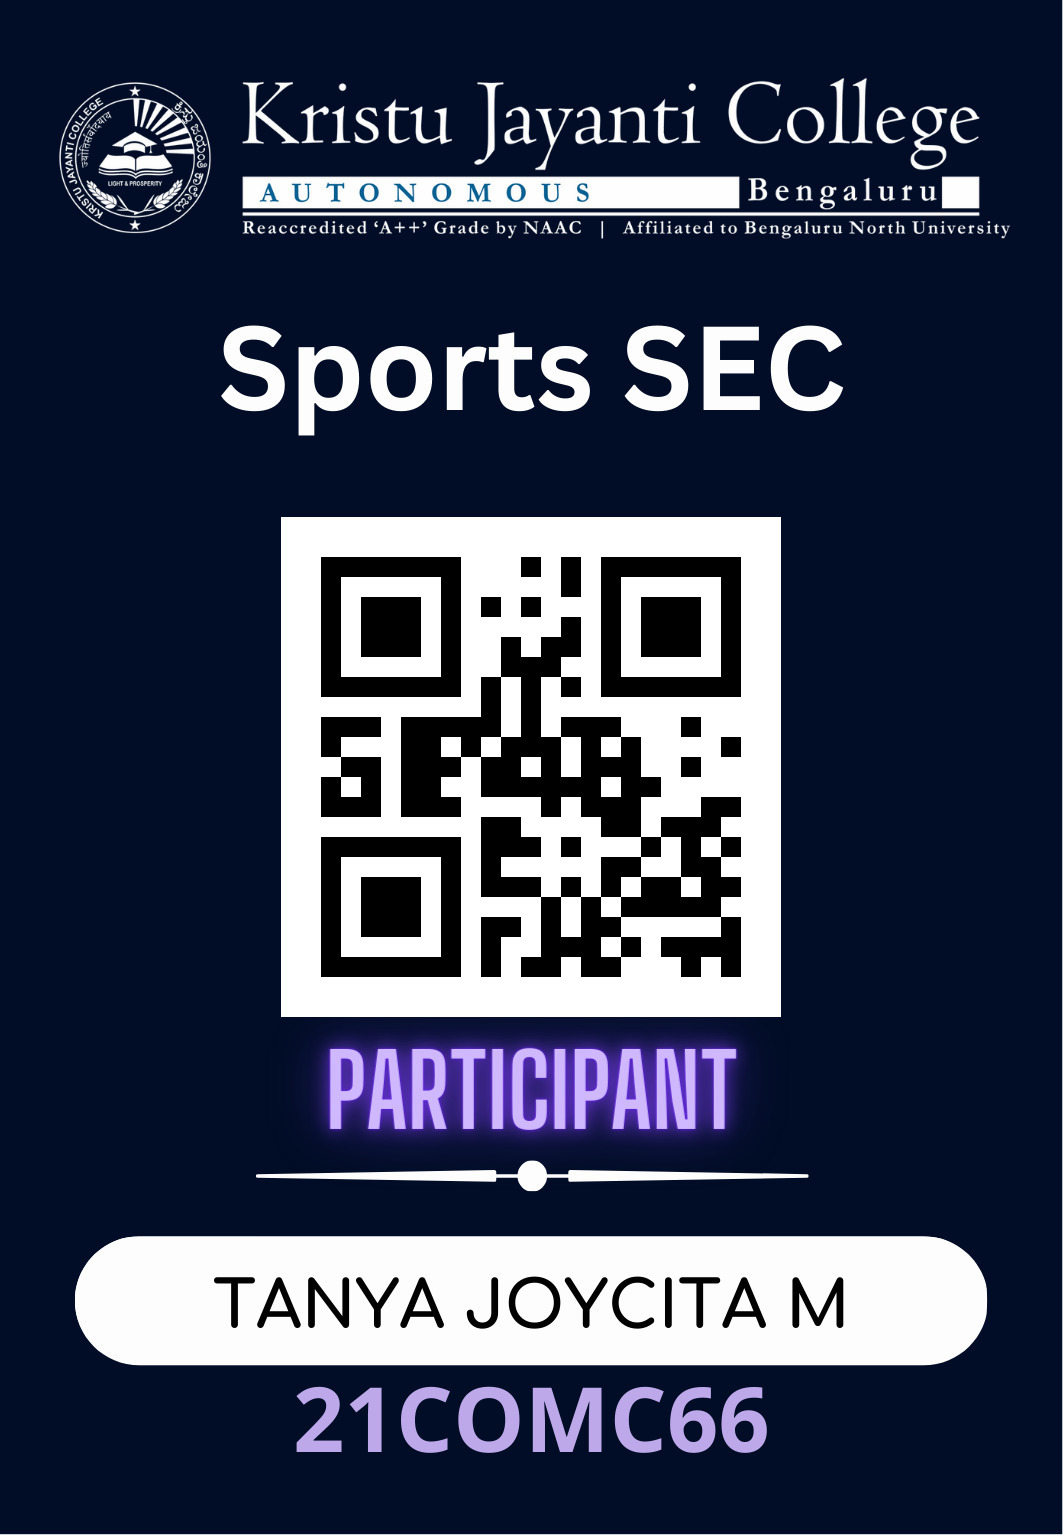 KRISTU JAYANTI COLLEGE
ಕ್ರಿಸ್ತು ಜಯಂತಿ ಕಾಲೇಜು
LIGHT & PROSPERITY
Kristu Jayanti College
AUTONOMOUS Bengaluru
Reaccredited ‘A++’ Grade by NAAC | Affiliated to Bengaluru North University
Sports SEC
PARTICIPANT
TANYA JOYCITA M
21COMC66